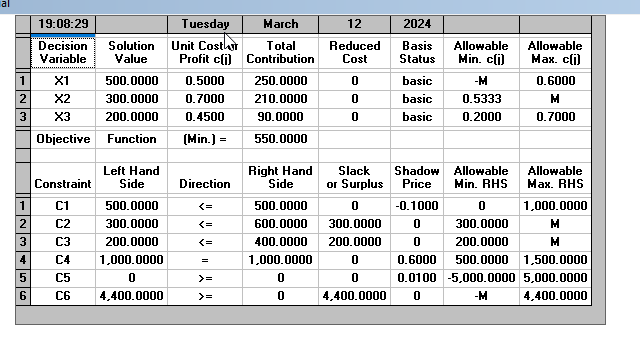 al
19:08:29 Tuesday March 12 2024
Decision Variable Solution Value Unit Cost or Profit c(j) Total Contribution Reduced Cost Basis Status Allowable Min. c(j) Allowable Max. c(j)
1 X1 500.0000 0.5000 250.0000 0 basic -M 0.6000
2 X2 300.0000 0.7000 210.0000 0 basic 0.5333 M
3 X3 200.0000 0.4500 90.0000 0 basic 0.2000 0.7000
Objective Function (Min.) = 550.0000
Constraint Left Hand Side Direction Right Hand Side Slack or Surplus Shadow Price Allowable Min. RHS Allowable Max. RHS
1 C1 500.0000 <= 500.0000 0 -0.1000 0 1,000.0000
2 C2 300.0000 <= 600.0000 300.0000 0 300.0000 M
3 C3 200.0000 <= 400.0000 200.0000 0 200.0000 M
4 C4 1,000.0000 = 1,000.0000 0 0.6000 500.0000 1,500.0000
5 C5 0 >= 0 0 0.0100 -5,000.0000 5,000.0000
6 C6 4,400.0000 >= 0 4,400.0000 0 -M 4,400.0000